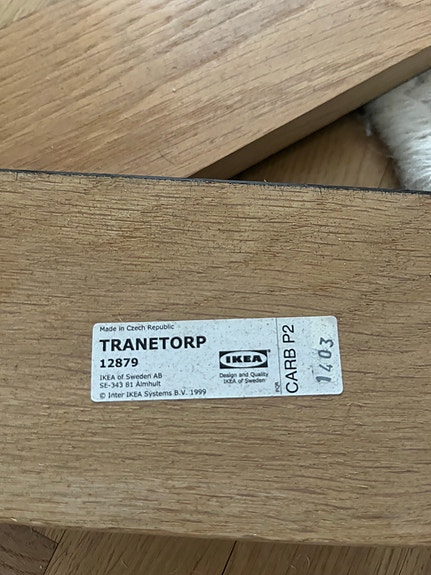 Made in Czech Republic
TRANETORP
12879
IKEA of Sweden AB
SE-343 81 Älmhult
© Inter IKEA Systems B.V. 1999
IKEA
Design and Quality
IKEA of Sweden
CARB P2
1403